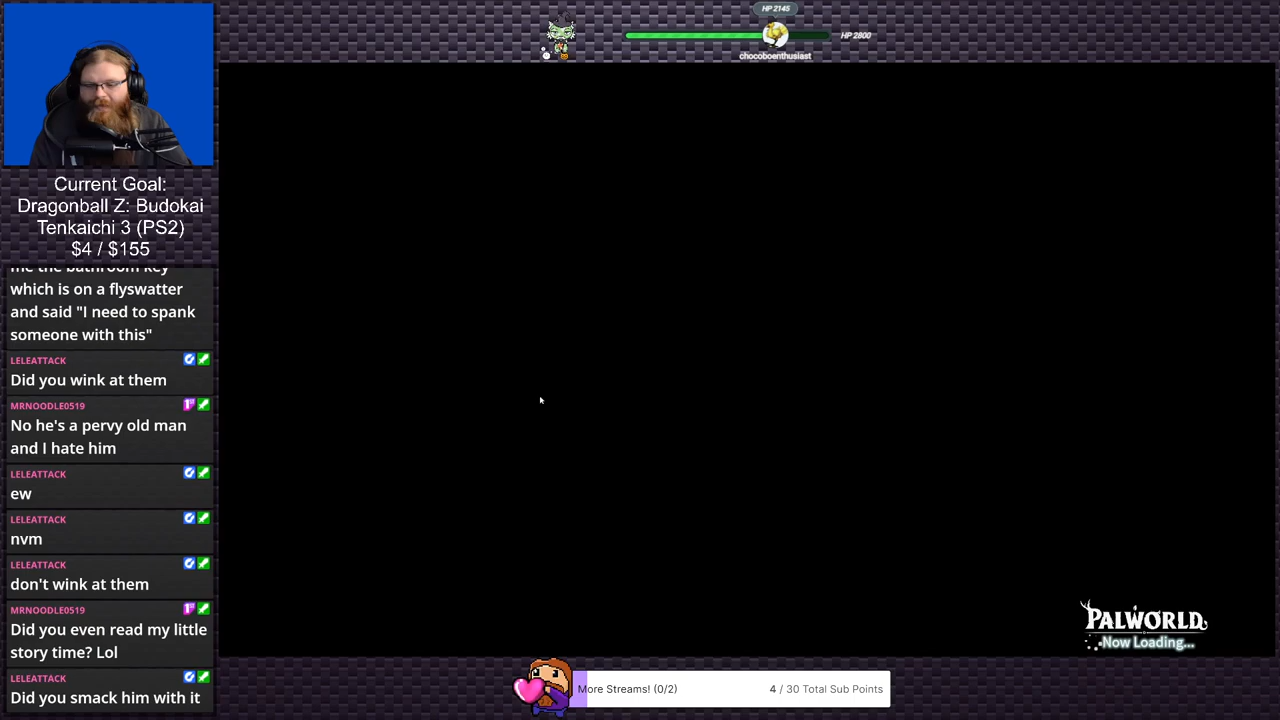 HP 2145
HP 2800
chocoboenthusiast
Current Goal:
Dragonball Z: Budokai
Tenkaichi 3 (PS2)
$4 / $155
me the bathroom key
which is on a flyswatter
and said "I need to spank
someone with this"
LELEATTACK
Did you wink at them
MRNOODLE0519
No he's a pervy old man
and I hate him
LELEATTACK
ew
LELEATTACK
nvm
LELEATTACK
don't wink at them
MRNOODLE0519
Did you even read my little
story time? Lol
LELEATTACK
Did you smack him with it
PALWORLD
Now Loading...
More Streams! (0/2)
4 / 30 Total Sub Points